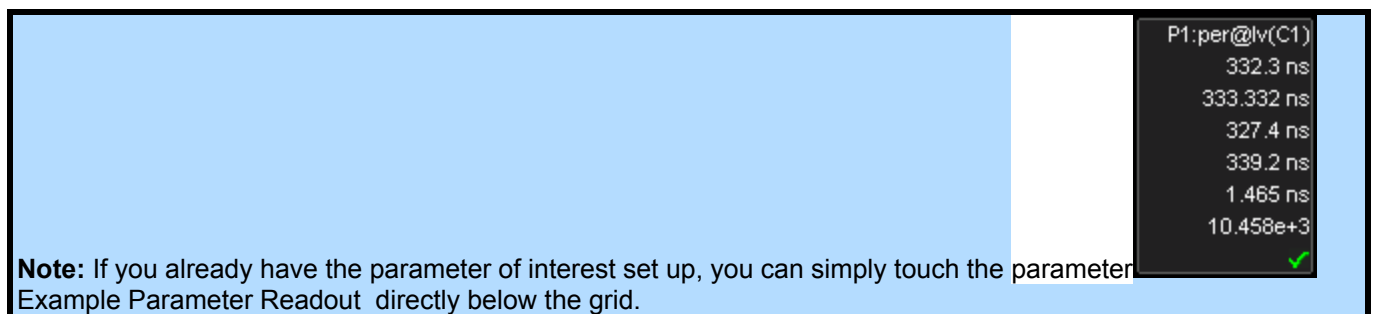 P1:per@lv(C1)
332.3 ns
333.332 ns
327.4 ns
339.2 ns
1.465 ns
10.458e+3
Note: If you already have the parameter of interest set up, you can simply touch the parameter
Example Parameter Readout directly below the grid.